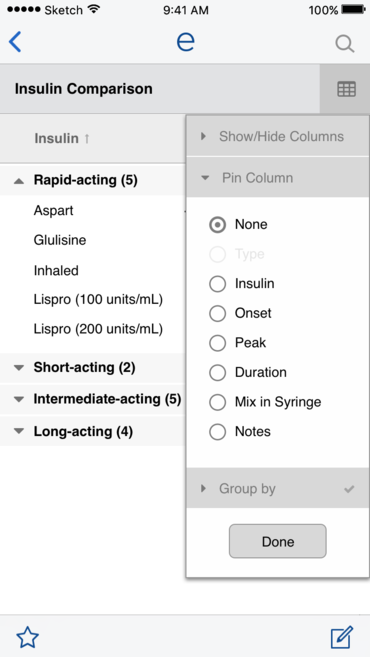 Sketch 9:41 AM 100%
e
Insulin Comparison
Insulin ↑
Show/Hide Columns
Rapid-acting (5)
Pin Column
Aspart
None
Glulisine
Type
Inhaled
Insulin
Lispro (100 units/mL)
Onset
Lispro (200 units/mL)
Peak
Short-acting (2)
Duration
Intermediate-acting (5)
Mix in Syringe
Long-acting (4)
Notes
Group by
Done